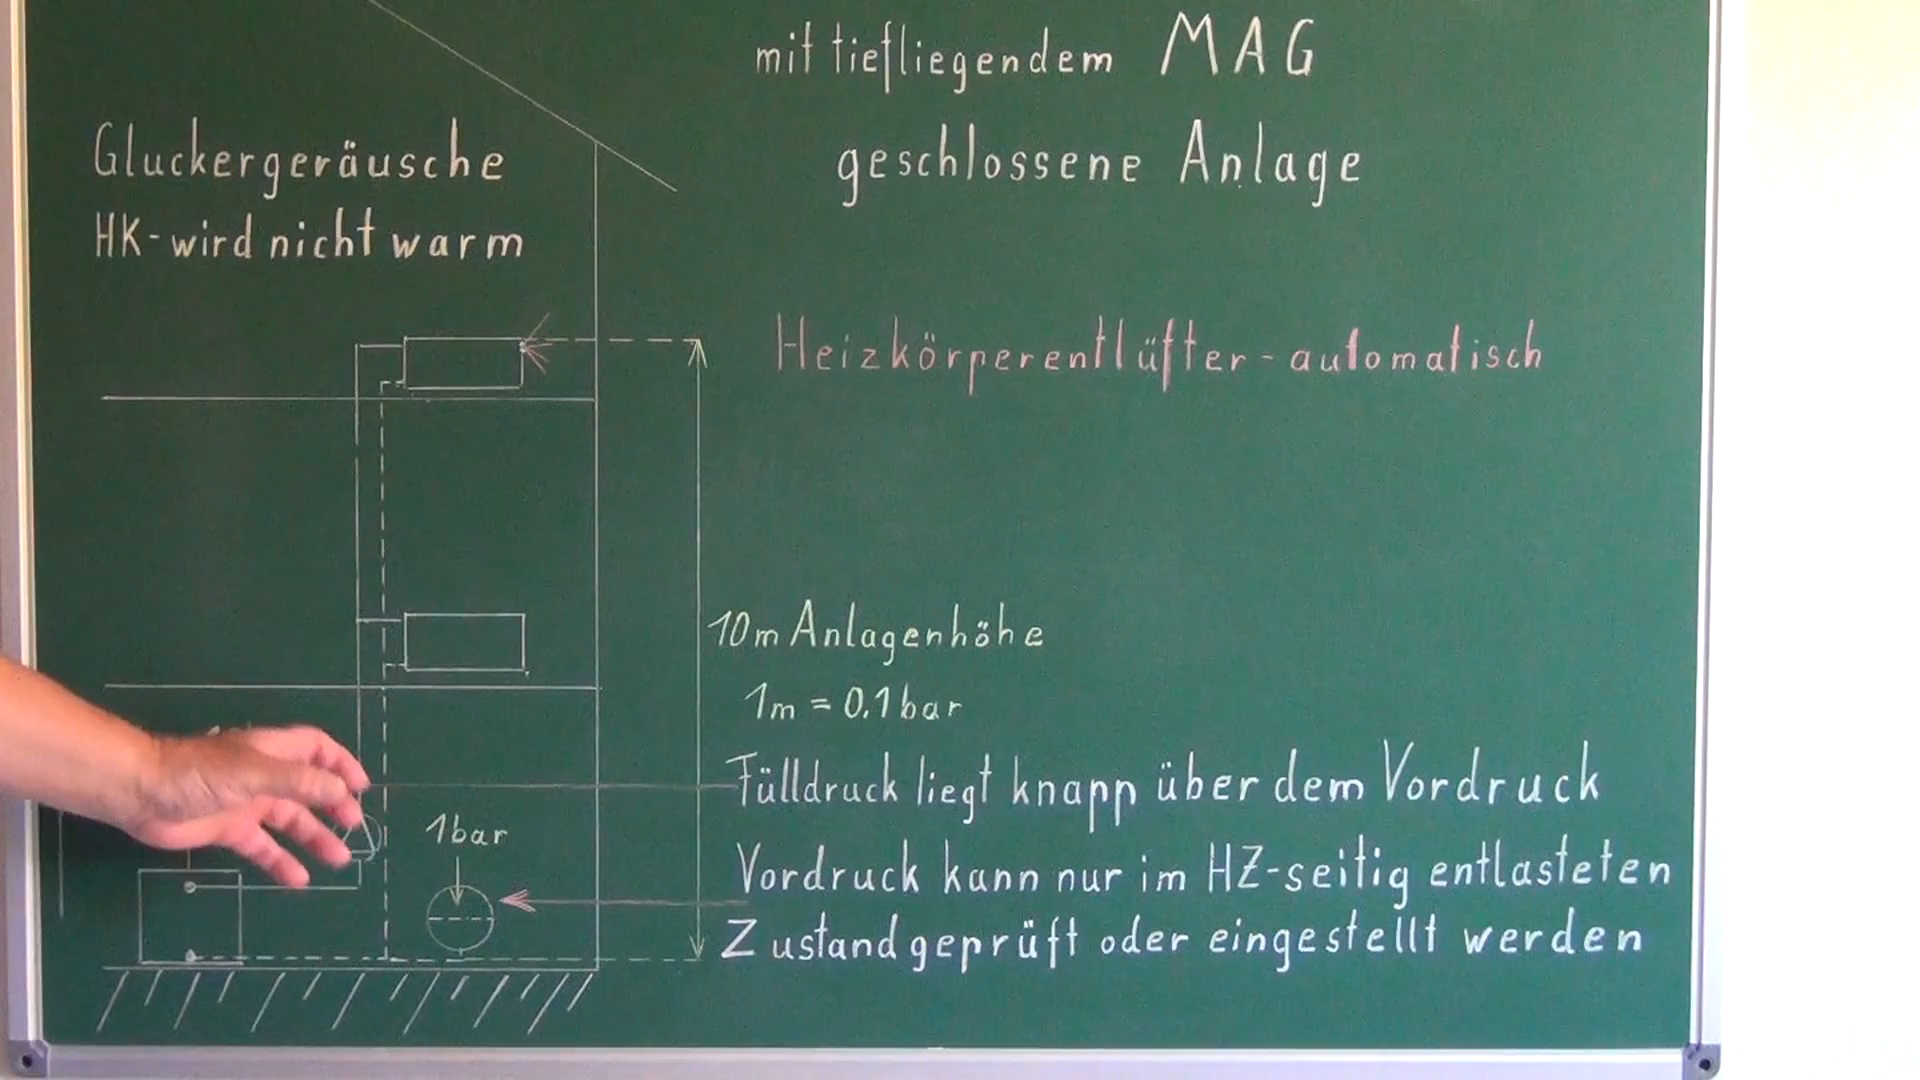 mit tiefliegendem MAG
geschlossene Anlage
Gluckergeräusche
HK-wird nicht warm
Heizkörperentlüfter-automatisch
10m Anlagenhöhe
1m = 0.1bar
Fülldruck liegt knapp über dem Vordruck
1bar
Vordruck kann nur im HZ-seitig entlasteten
Zustand geprüft oder eingestellt werden